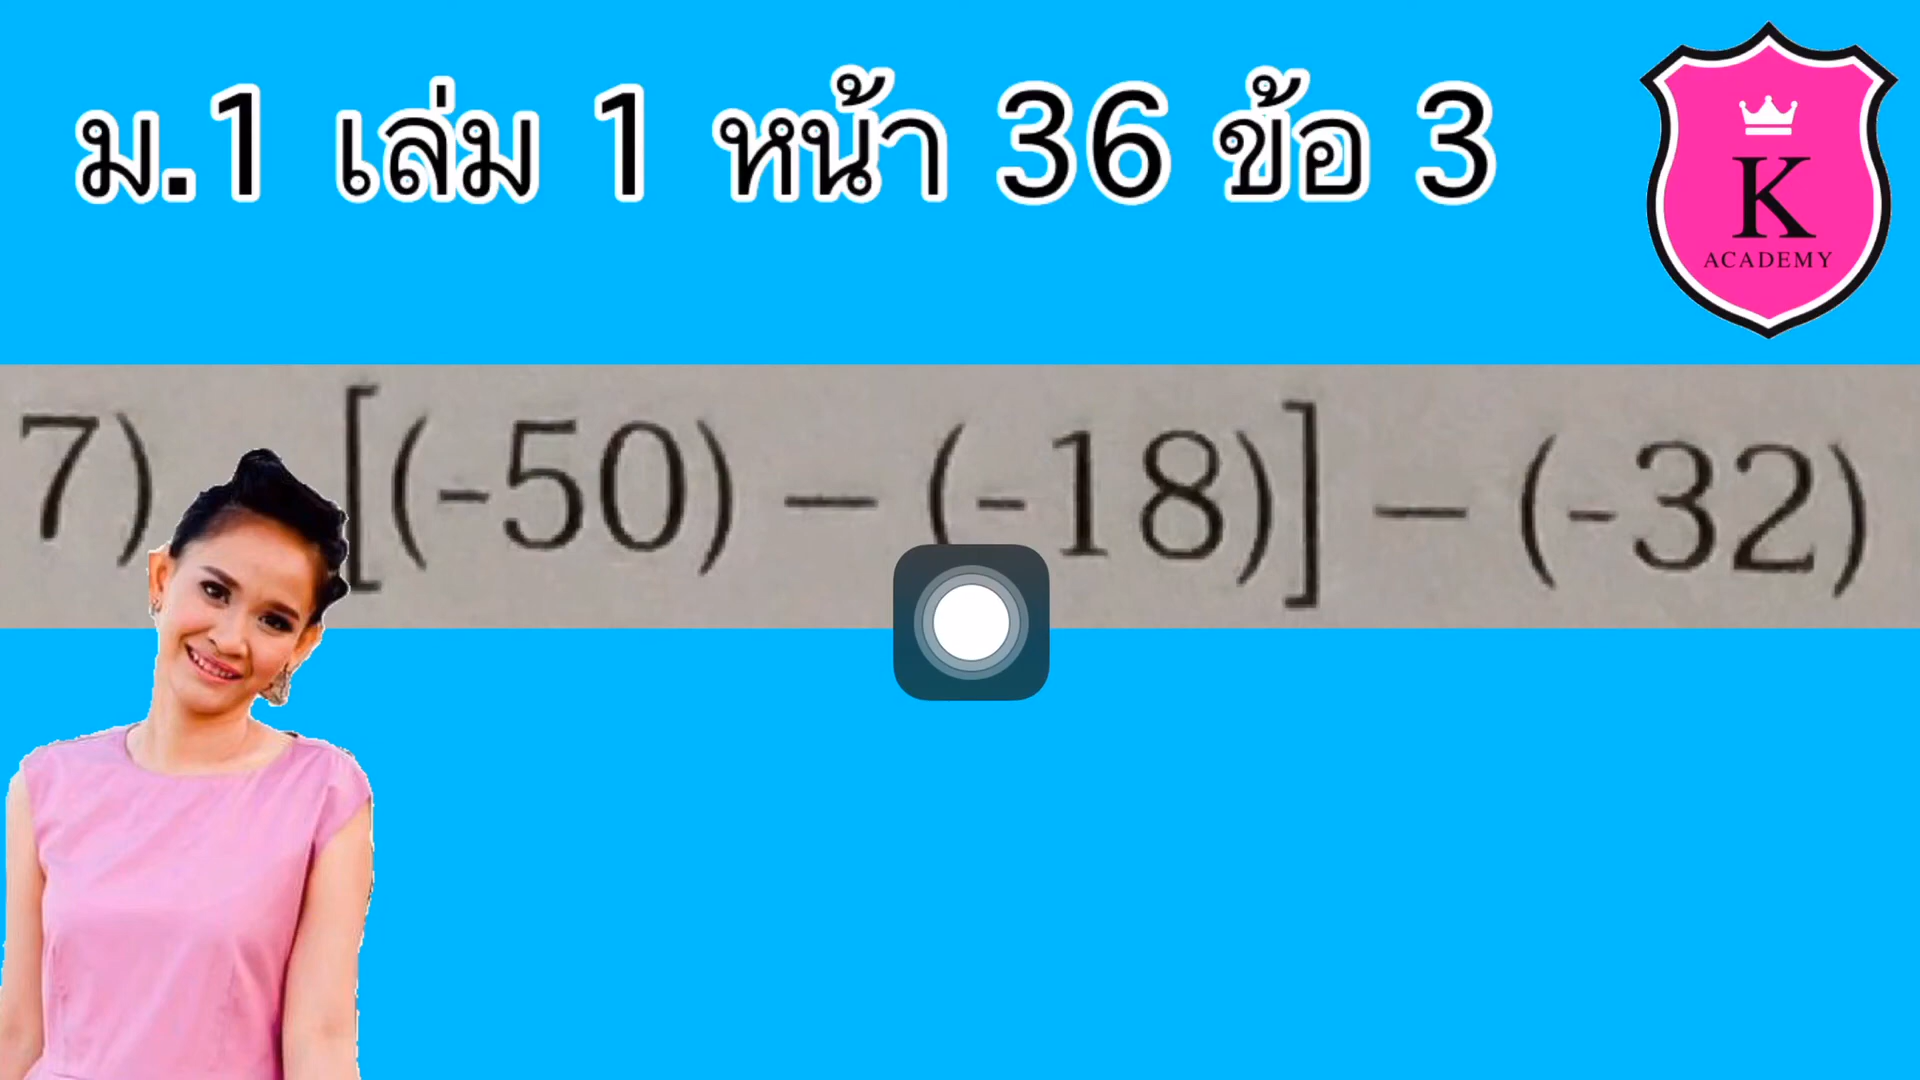 ม.1 เล่ม 1 หน้า 36 ข้อ 3
K
ACADEMY
7) [(-50) – (-18)] – (-32)